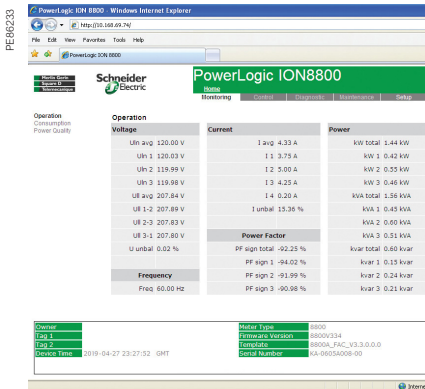 PE86233
PowerLogic ION 8800 - Windows Internet Explorer
http://10.168.69.74/
File Edit View Favorites Tools Help
PowerLogic ION 8800
Merlin Gerin
Square D
Telemecanique
Schneider
Electric
PowerLogic ION8800
Home
Monitoring Control Diagnostic Maintenance Setup
Operation
Consumption
Power Quality
Operation
Voltage Current Power
Uln avg 120.00 V I avg 4.33 A kW total 1.44 kW
Uln 1 120.03 V I 1 3.75 A kW 1 0.42 kW
Uln 2 119.99 V I 2 5.00 A kW 2 0.55 kW
Uln 3 119.98 V I 3 4.25 A kW 3 0.46 kW
Ull avg 207.84 V I 4 0.20 A kVA total 1.56 kVA
Ull 1-2 207.89 V I unbal 15.36 % kVA 1 0.45 kVA
Ull 2-3 207.83 V kVA 2 0.60 kVA
Ull 3-1 207.80 V Power Factor kVA 3 0.51 kVA
U unbal 0.02 % PF sign total -92.25 % kvar total 0.60 kvar
PF sign 1 -94.02 % kvar 1 0.15 kvar
Frequency PF sign 2 -91.99 % kvar 2 0.24 kvar
Freq 60.00 Hz PF sign 3 -90.98 % kvar 3 0.21 kvar
Owner Meter Type 8800
Tag 1 Firmware Version 8800V334
Tag 2 Template 8800A_FAC_V3.3.0.0.0
Device Time 2019-04-27 23:27:52 GMT Serial Number KA-0605A008-00
Interne